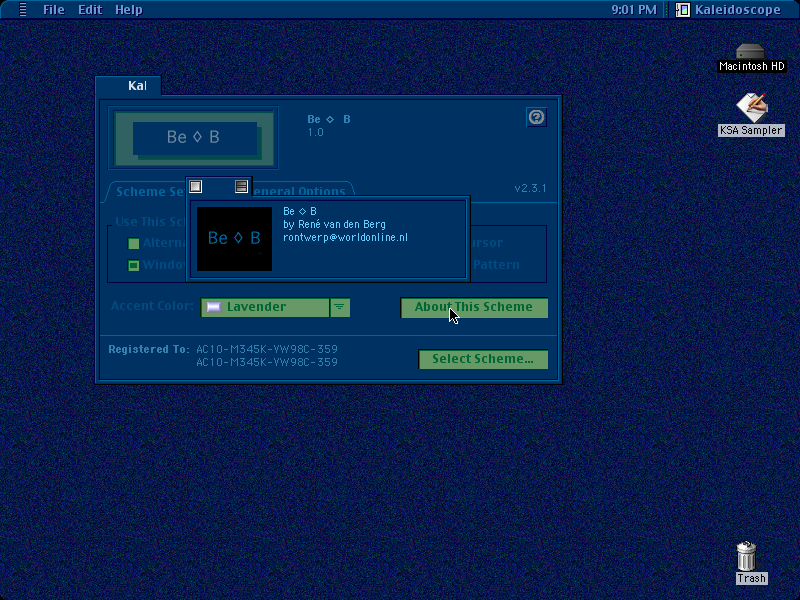 File Edit Help 9:01 PM Kaleidoscope
Macintosh HD
KSA Sampler
Kal
Be ◇ B
Be ◇ B
1.0
v2.3.1
Scheme Se
eneral Options
Be ◇ B
Be ◇ B
by René van den Berg
rontwerp@worldonline.nl
Use This Sch
Alterna
ursor
Windo
Pattern
Accent Color: Lavender
About This Scheme
Registered To: AC10-M345K-YW98C-359
AC10-M345K-YW98C-359
Select Scheme...
Trash